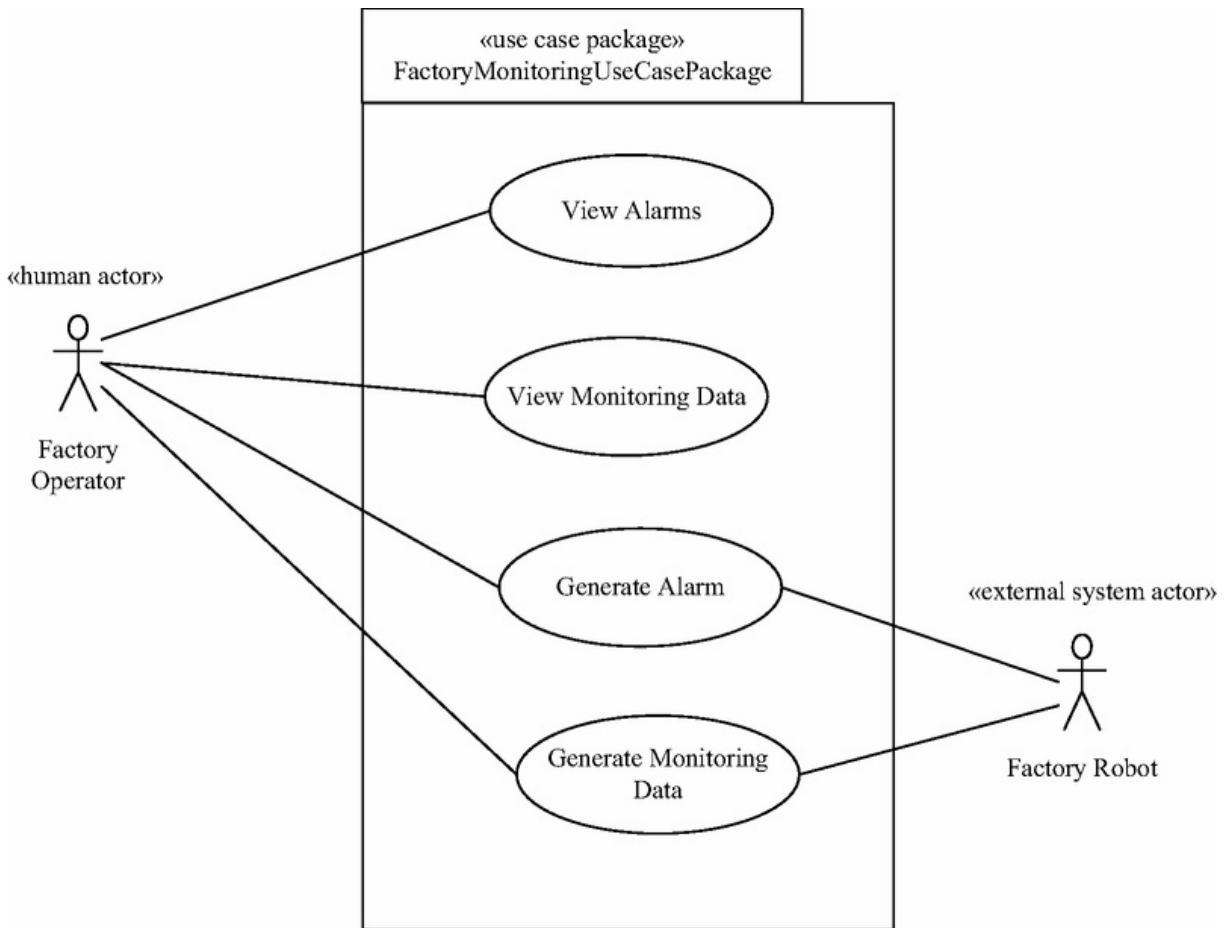 «use case package»
FactoryMonitoringUseCasePackage
View Alarms
«human actor»
Factory
Operator
View Monitoring Data
Generate Alarm
«external system actor»
Factory Robot
Generate Monitoring
Data